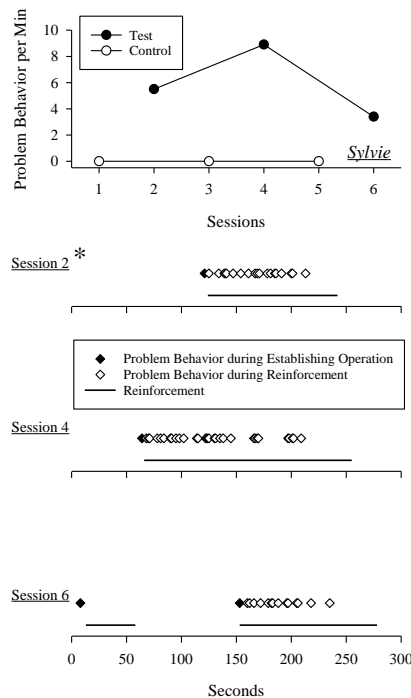 Problem Behavior per Min
10
8
6
4
2
0
Test
Control
Sylvie
1 2 3 4 5 6
Sessions
Session 2 *
Problem Behavior during Establishing Operation
Problem Behavior during Reinforcement
Reinforcement
Session 4
Session 6
0 50 100 150 200 250 300
Seconds